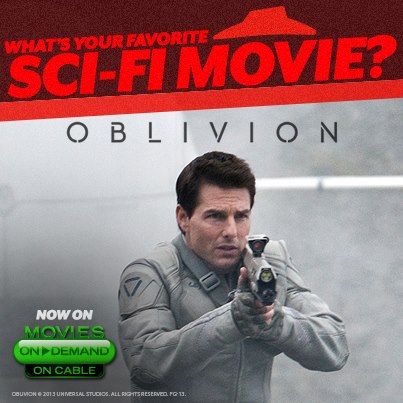 WHAT'S YOUR FAVORITE
SCI-FI MOVIE?
OBLIVION
NOW ON
MOVIES
ON DEMAND
ON CABLE
OBLIVION © 2013 UNIVERSAL STUDIOS. ALL RIGHTS RESERVED. PG-13.